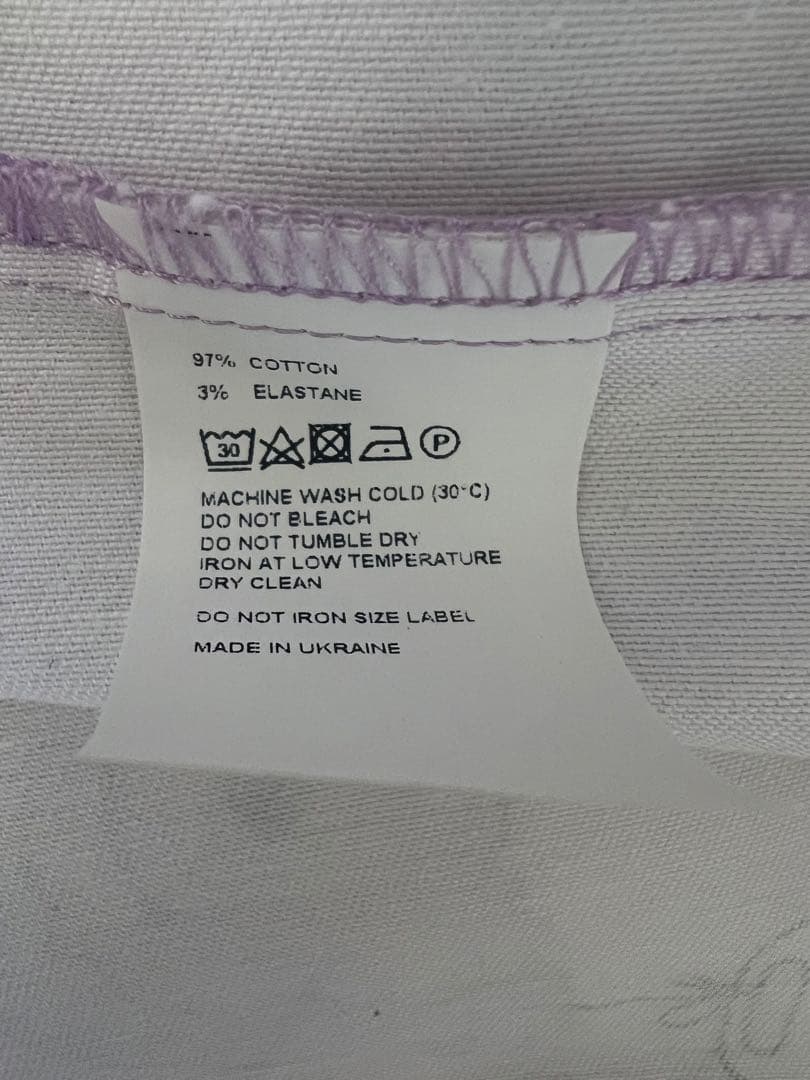 97% COTTON
3% ELASTANE
30 P
MACHINE WASH COLD (30°C)
DO NOT BLEACH
DO NOT TUMBLE DRY
IRON AT LOW TEMPERATURE
DRY CLEAN
DO NOT IRON SIZE LABEL
MADE IN UKRAINE